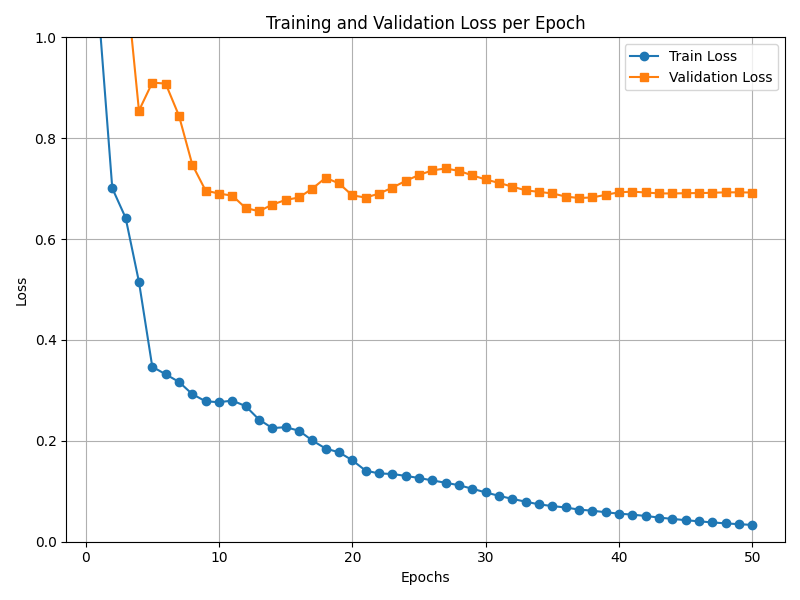 Training and Validation Loss per Epoch
Train Loss
Validation Loss
1.0
0.8
0.6
0.4
0.2
0.0
Loss
0 10 20 30 40 50
Epochs